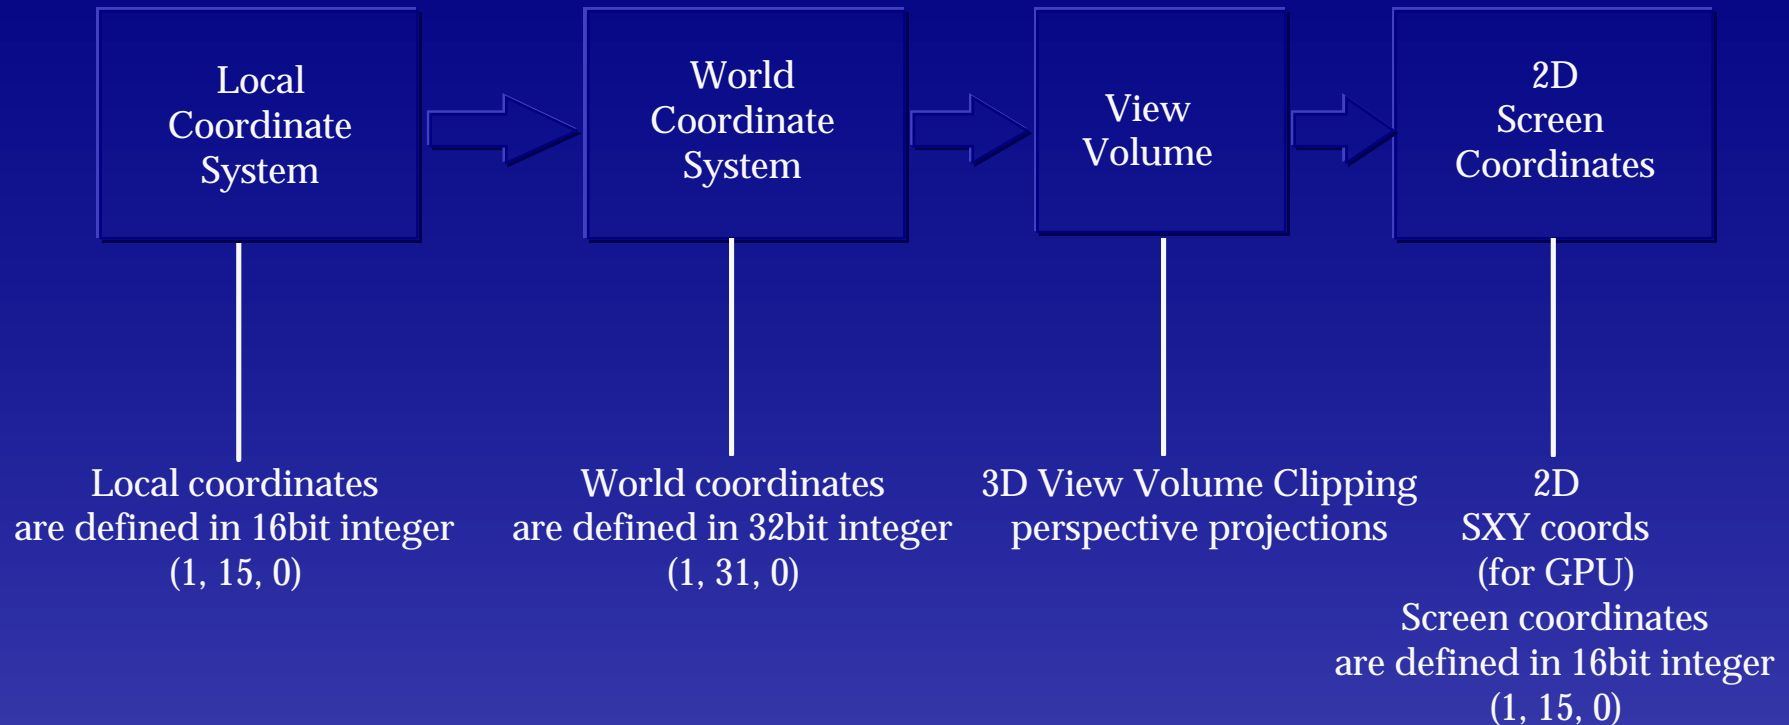 Local
Coordinate
System
World
Coordinate
System
View
Volume
2D
Screen
Coordinates
Local coordinates
are defined in 16bit integer
(1, 15, 0)
World coordinates
are defined in 32bit integer
(1, 31, 0)
3D View Volume Clipping
perspective projections
2D
SXY coords
(for GPU)
Screen coordinates
are defined in 16bit integer
(1, 15, 0)